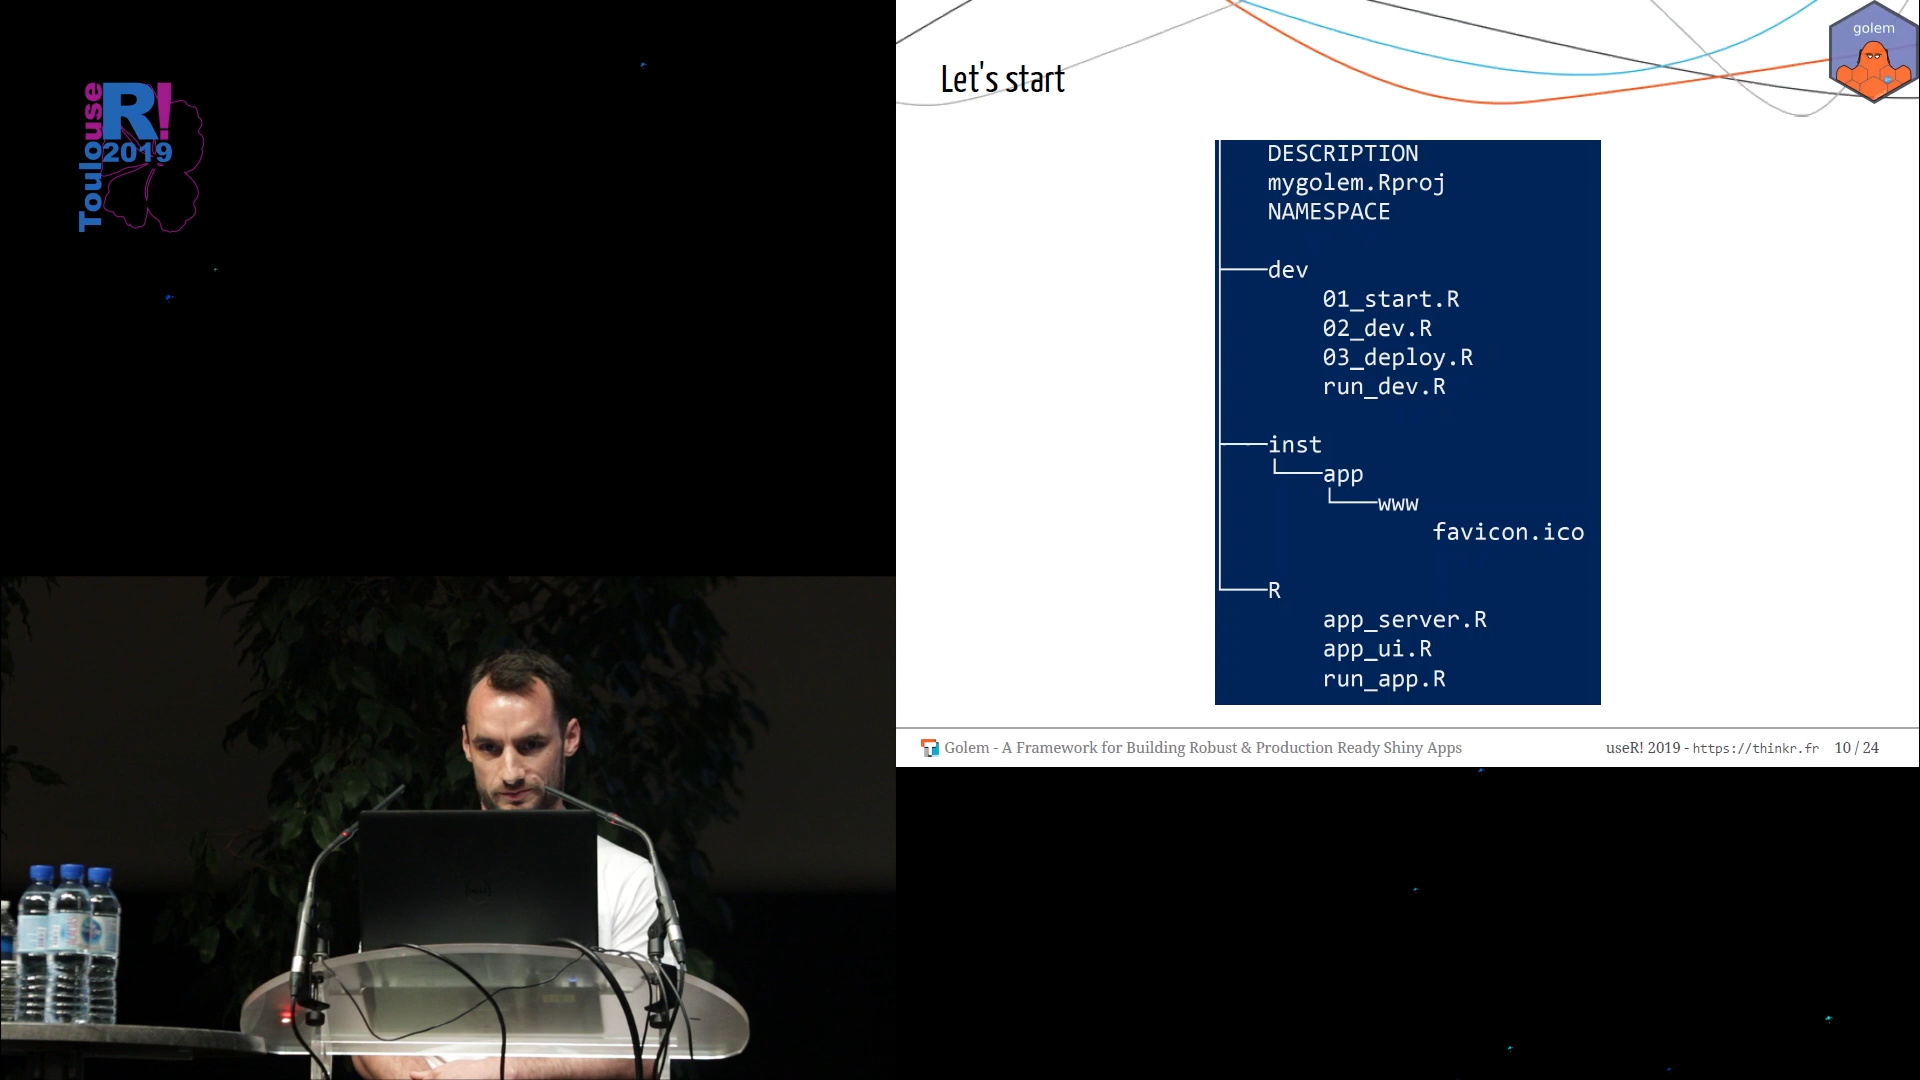 Toulouse
R!
2019
golem
Let's start
DESCRIPTION
mygolem.Rproj
NAMESPACE
dev
01_start.R
02_dev.R
03_deploy.R
run_dev.R
inst
app
www
favicon.ico
R
app_server.R
app_ui.R
run_app.R
Golem - A Framework for Building Robust & Production Ready Shiny Apps
useR! 2019 - https://thinkr.fr 10 / 24